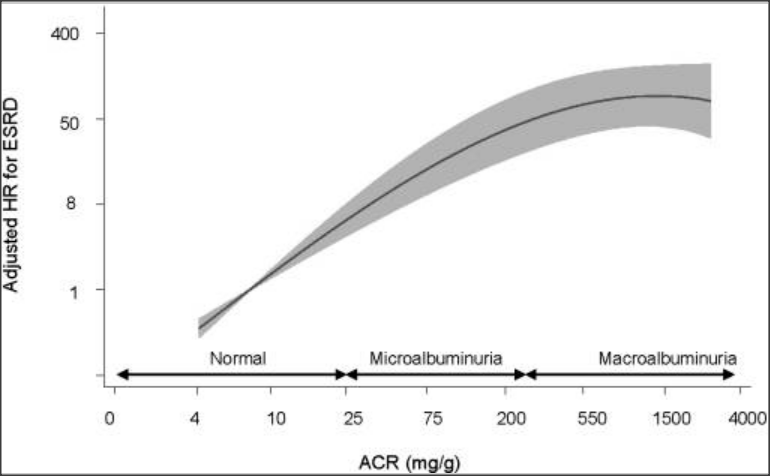 400
50
8
1
Adjusted HR for ESRD
Normal Microalbuminuria Macroalbuminuria
0 4 10 25 75 200 550 1500 4000
ACR (mg/g)